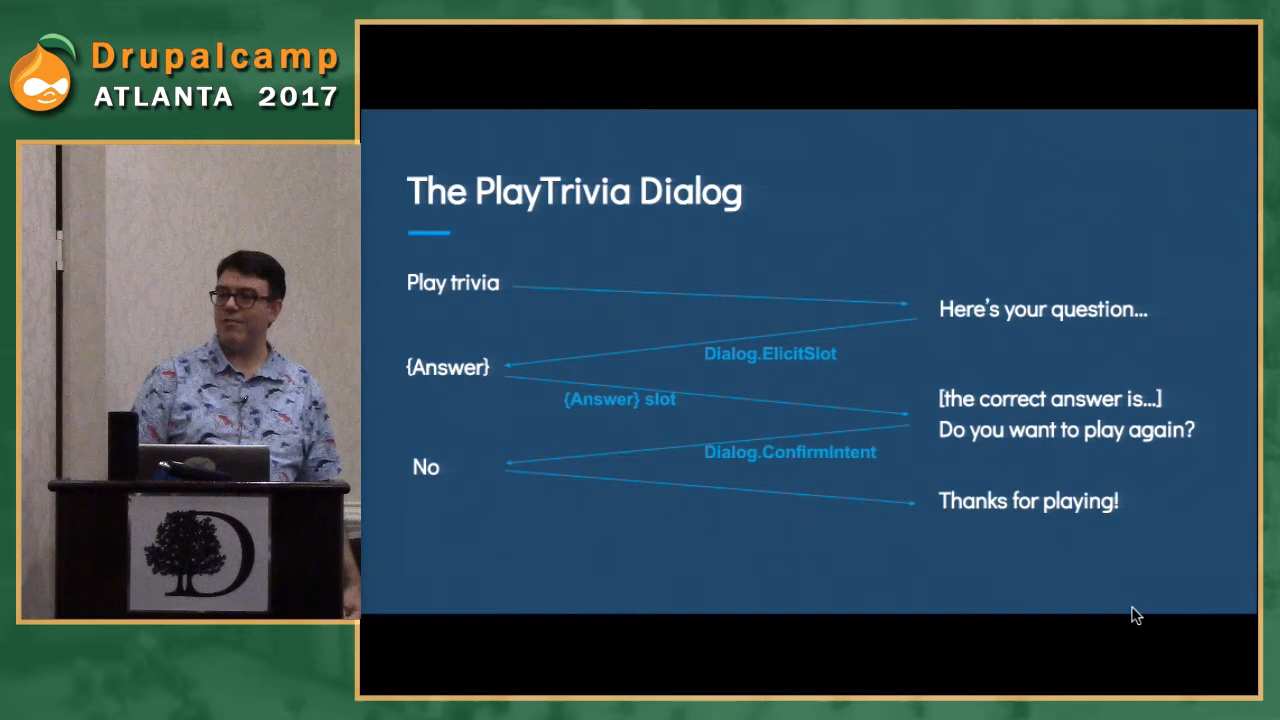 Drupalcamp
ATLANTA 2017
The PlayTrivia Dialog
Play trivia
Here's your question...
Dialog.ElicitSlot
{Answer}
{Answer} slot
[the correct answer is...]
Do you want to play again?
Dialog.ConfirmIntent
No
Thanks for playing!
D